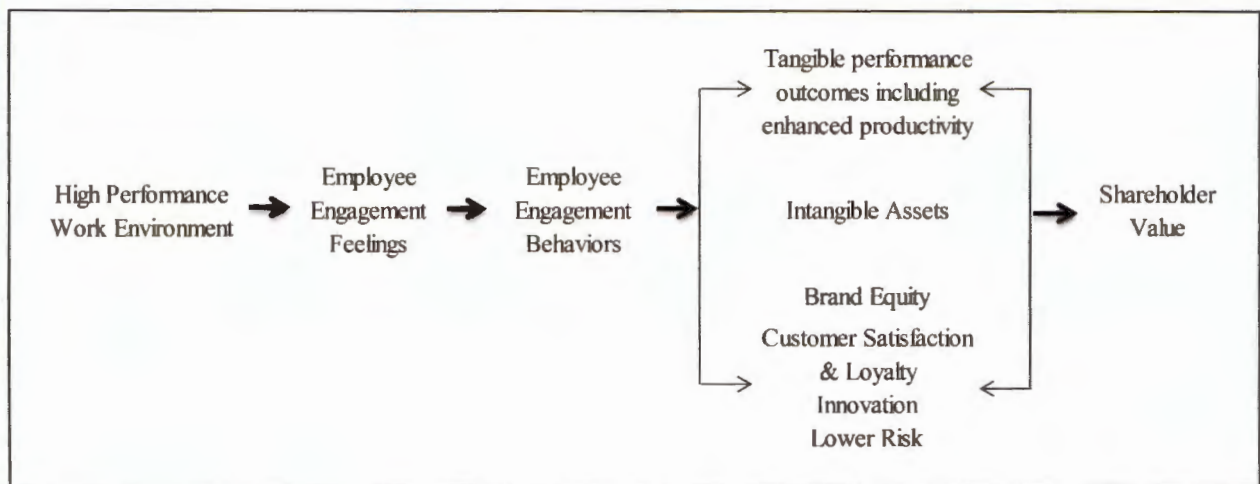 High Performance
Work Environment
Employee
Engagement
Feelings
Employee
Engagement
Behaviors
Tangible performance
outcomes including
enhanced productivity
Intangible Assets
Brand Equity
Customer Satisfaction
& Loyalty
Innovation
Lower Risk
Shareholder
Value